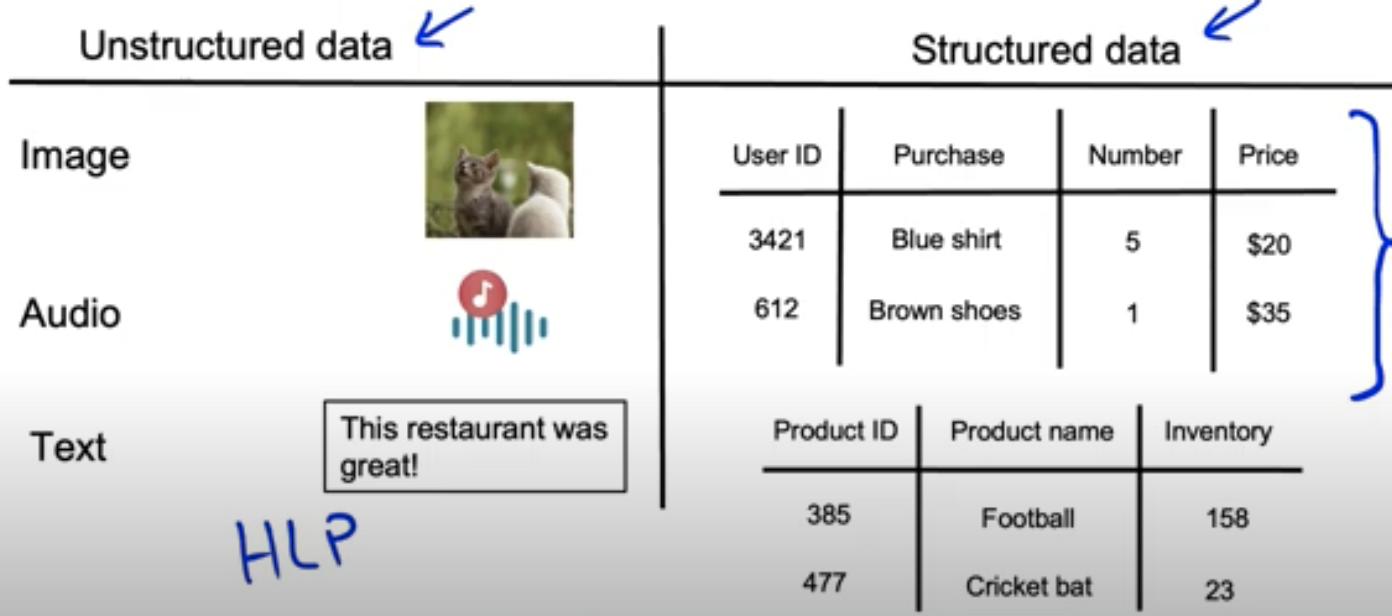 Unstructured data
Structured data
Image
Audio
Text
This restaurant was
great!
HLP
User ID Purchase Number Price
3421 Blue shirt 5 $20
612 Brown shoes 1 $35
Product ID Product name Inventory
385 Football 158
477 Cricket bat 23